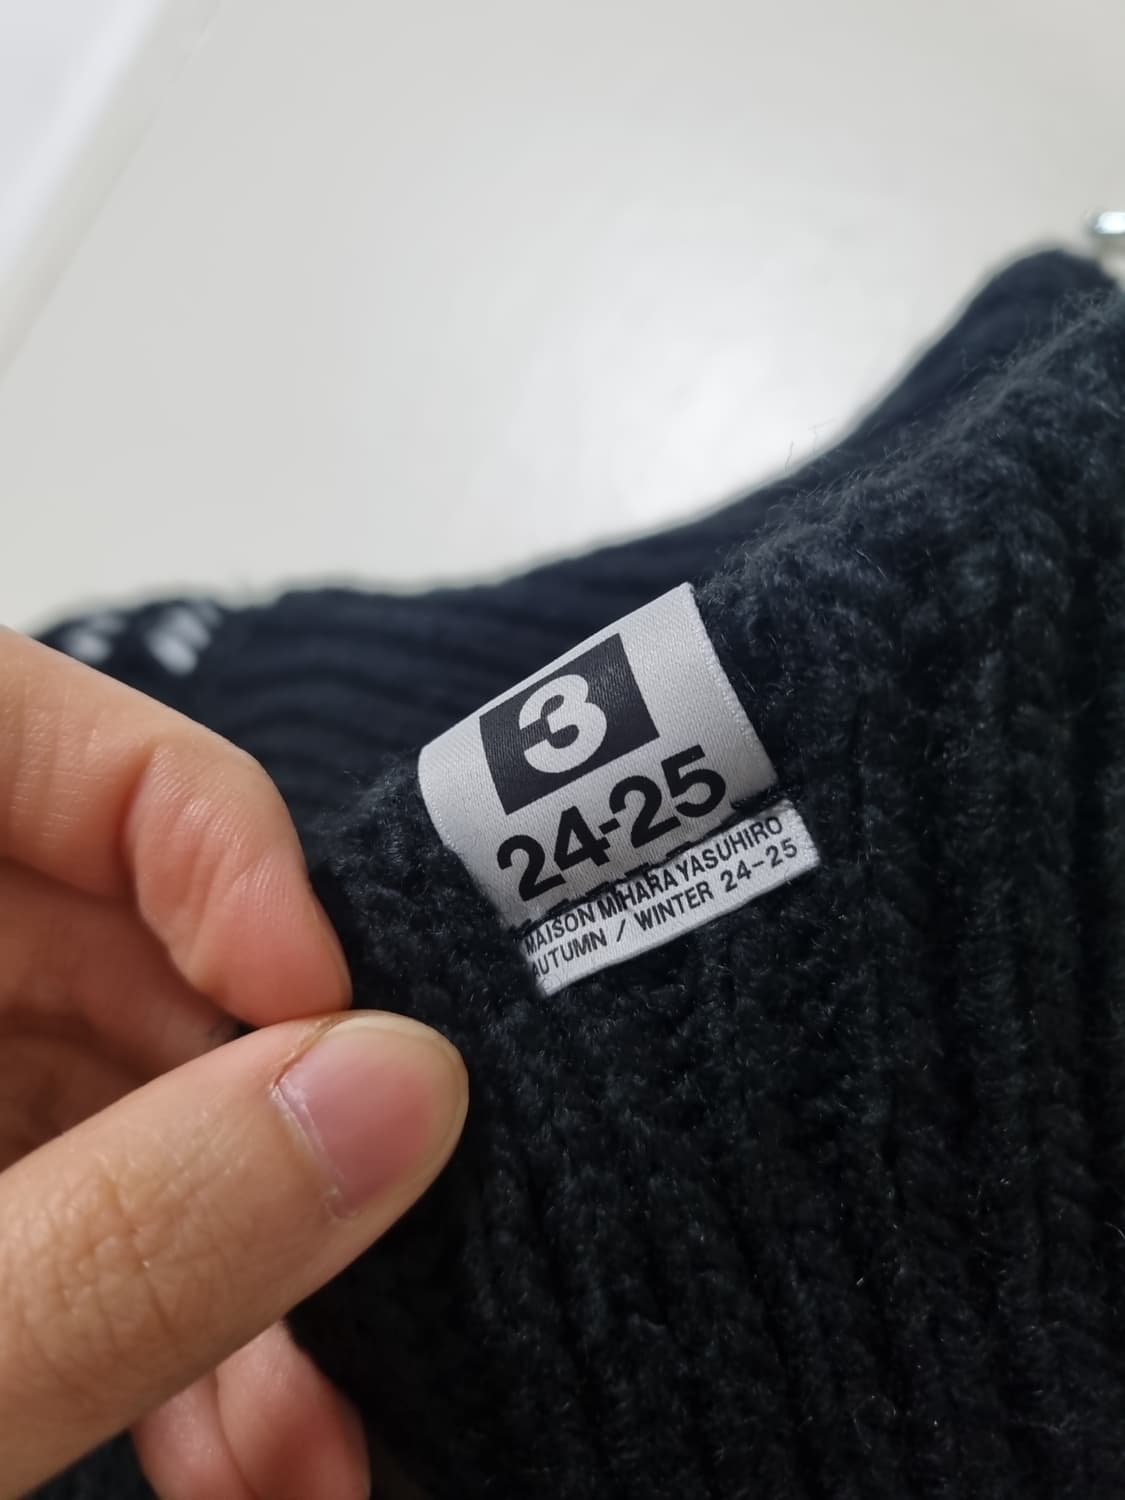 3
24-25
MAISON MIHARA YASUHIRO
AUTUMN / WINTER 24-25